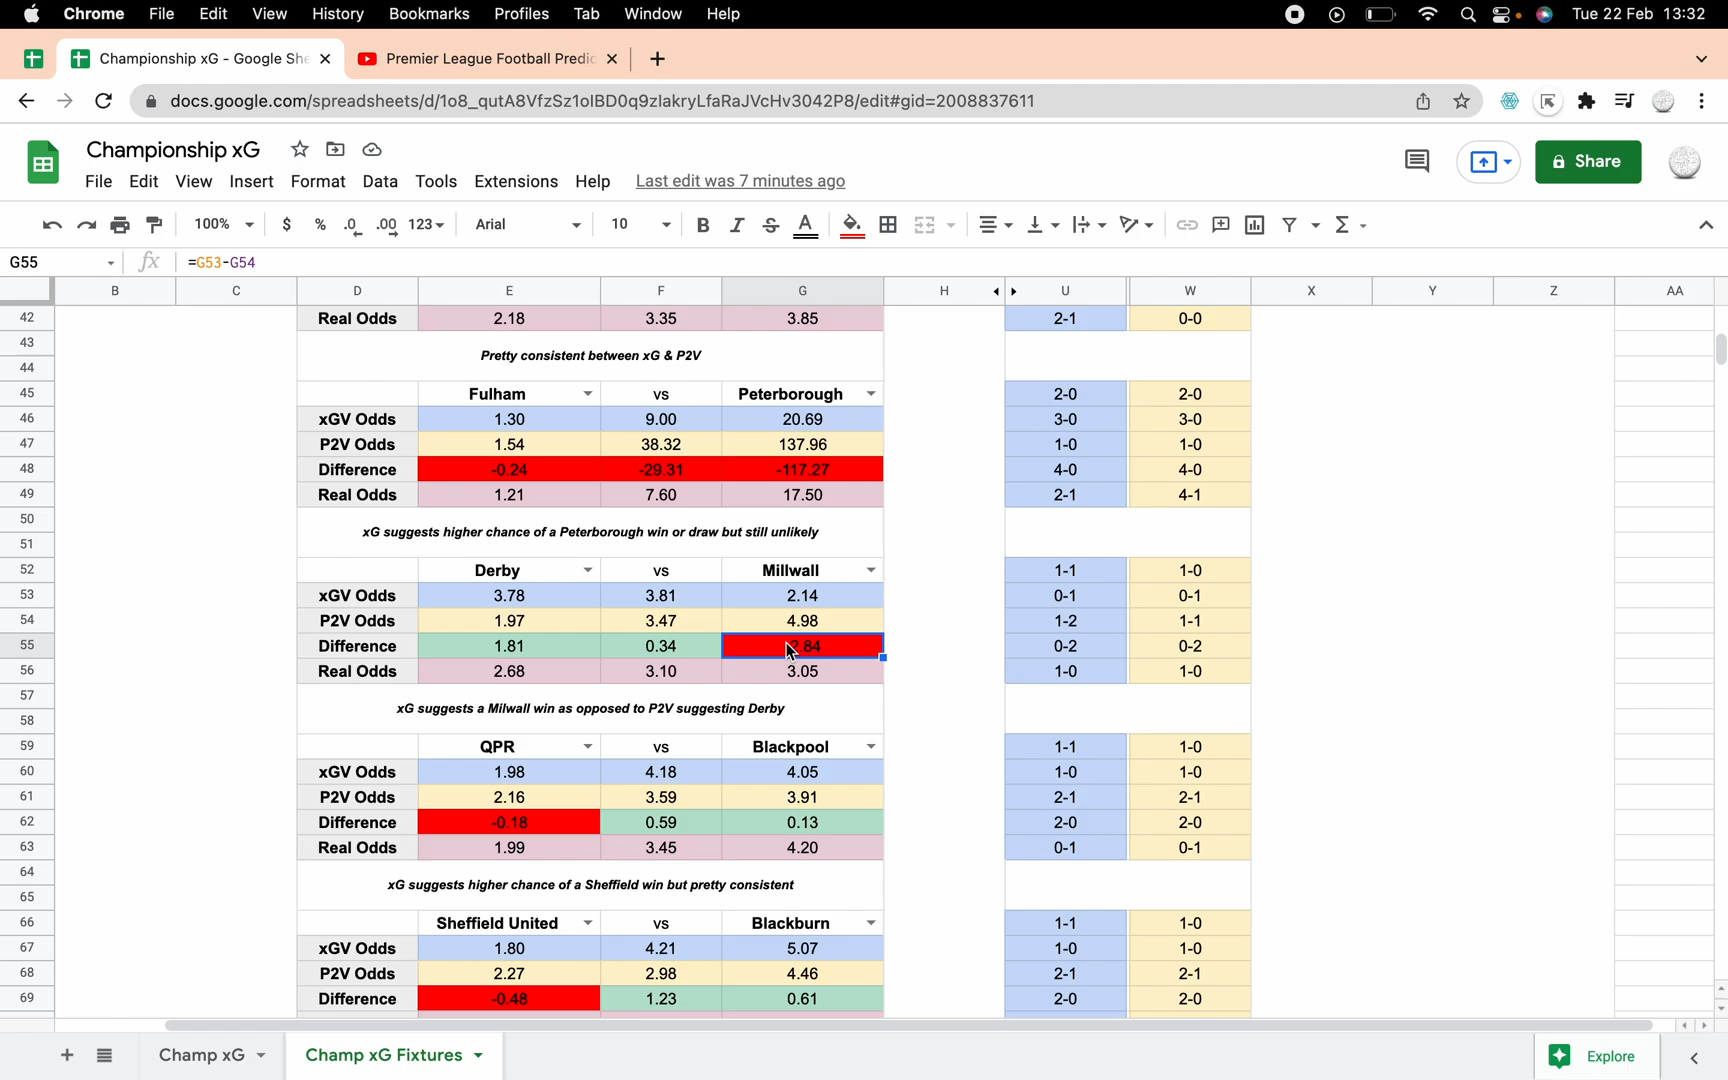 Chrome File Edit View History Bookmarks Profiles Tab Window Help Tue 22 Feb 13:32
Championship xG - Google She Premier League Football Predic
docs.google.com/spreadsheets/d/1o8_qutA8VfzSz1oIBD0q9zlakryLfaRaJVcHv3042P8/edit#gid=2008837611
Championship xG
Share
File Edit View Insert Format Data Tools Extensions Help Last edit was 7 minutes ago
100% $ % .0 .00 123 Arial 10 B I S A Σ
G55 fx =G53-G54
B C D E F G H U W X Y Z AA
42 Real Odds 2.18 3.35 3.85 2-1 0-0
43 Pretty consistent between xG & P2V
44
45 Fulham vs Peterborough 2-0 2-0
46 xGV Odds 1.30 9.00 20.69 3-0 3-0
47 P2V Odds 1.54 38.32 137.96 1-0 1-0
48 Difference -0.24 -29.31 -117.27 4-0 4-0
49 Real Odds 1.21 7.60 17.50 2-1 4-1
50 xG suggests higher chance of a Peterborough win or draw but still unlikely
51
52 Derby vs Millwall 1-1 1-0
53 xGV Odds 3.78 3.81 2.14 0-1 0-1
54 P2V Odds 1.97 3.47 4.98 1-2 1-1
55 Difference 1.81 0.34 .84 0-2 0-2
56 Real Odds 2.68 3.10 3.05 1-0 1-0
57 xG suggests a Milwall win as opposed to P2V suggesting Derby
58
59 QPR vs Blackpool 1-1 1-0
60 xGV Odds 1.98 4.18 4.05 1-0 1-0
61 P2V Odds 2.16 3.59 3.91 2-1 2-1
62 Difference -0.18 0.59 0.13 2-0 2-0
63 Real Odds 1.99 3.45 4.20 0-1 0-1
64 xG suggests higher chance of a Sheffield win but pretty consistent
65
66 Sheffield United vs Blackburn 1-1 1-0
67 xGV Odds 1.80 4.21 5.07 1-0 1-0
68 P2V Odds 2.27 2.98 4.46 2-1 2-1
69 Difference -0.48 1.23 0.61 2-0 2-0
Champ xG Champ xG Fixtures Explore